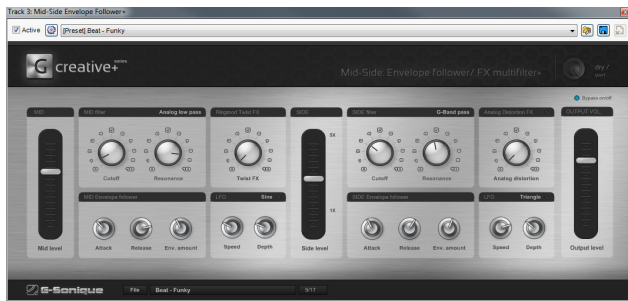 Track 3: Mid-Side Envelope Follower+
Active
[Preset] Beat - Funky
G creative+ series
Mid-Side: Envelope follower/ FX multifilter+
dry / wet
Bypass on/off
MID
MID filter
Analog low pass
Ringmod Twist FX
SIDE
SIDE filter
G-Band pass
Analog Distortion FX
OUTPUT VOL.
5X
Cutoff
Resonance
Twist FX
Cutoff
Resonance
Analog distortion
MID Envelope follower
LFO
Sine
SIDE Envelope follower
LFO
Triangle
1X
Mid level
Attack
Release
Env. amount
Speed
Depth
Side level
Attack
Release
Env. amount
Speed
Depth
Output level
G-Sonique
File
Beat - Funky
9/17